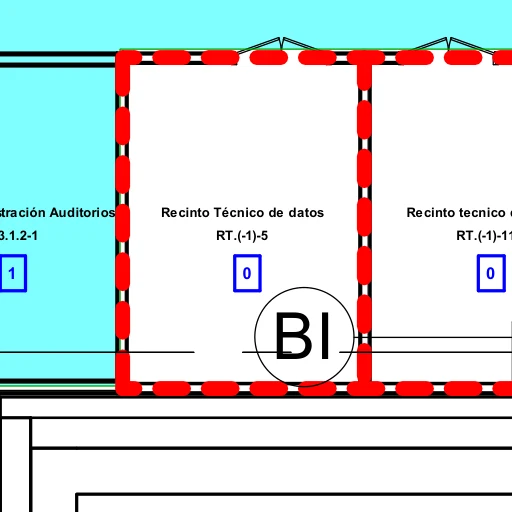 stración Auditorios
3.1.2-1
1
Recinto Técnico de datos
RT.(-1)-5
0
Recinto tecnico
RT.(-1)-11
0
BI